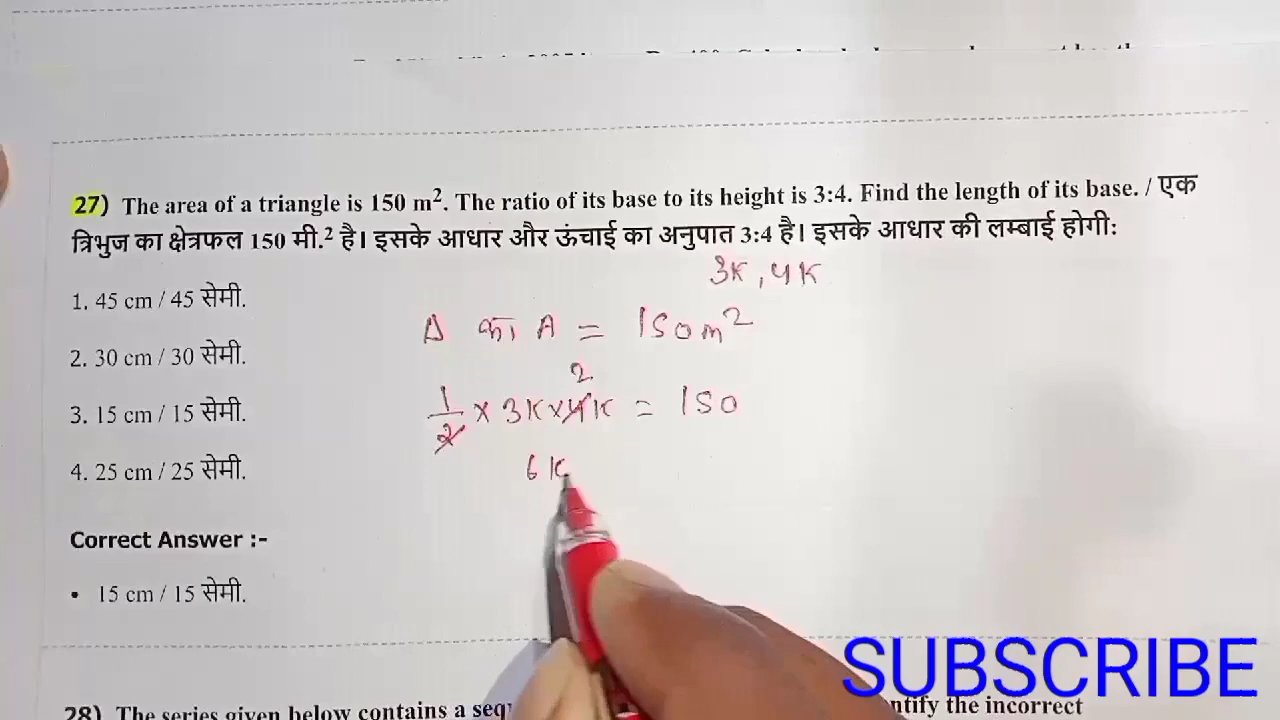 27) The area of a triangle is 150 m². The ratio of its base to its height is 3:4. Find the length of its base. / एक
त्रिभुज का क्षेत्रफल 150 मी.² है। इसके आधार और ऊंचाई का अनुपात 3:4 है। इसके आधार की लम्बाई होगी:
3K, 4K
1. 45 cm / 45 सेमी.
Δ का A = 150m²
2. 30 cm / 30 सेमी.
2
1/2 × 3K×4K = 150
3. 15 cm / 15 सेमी.
6K
4. 25 cm / 25 सेमी.
Correct Answer :-
• 15 cm / 15 सेमी.
SUBSCRIBE
28) The series given below contains a seq ntify the incorrect